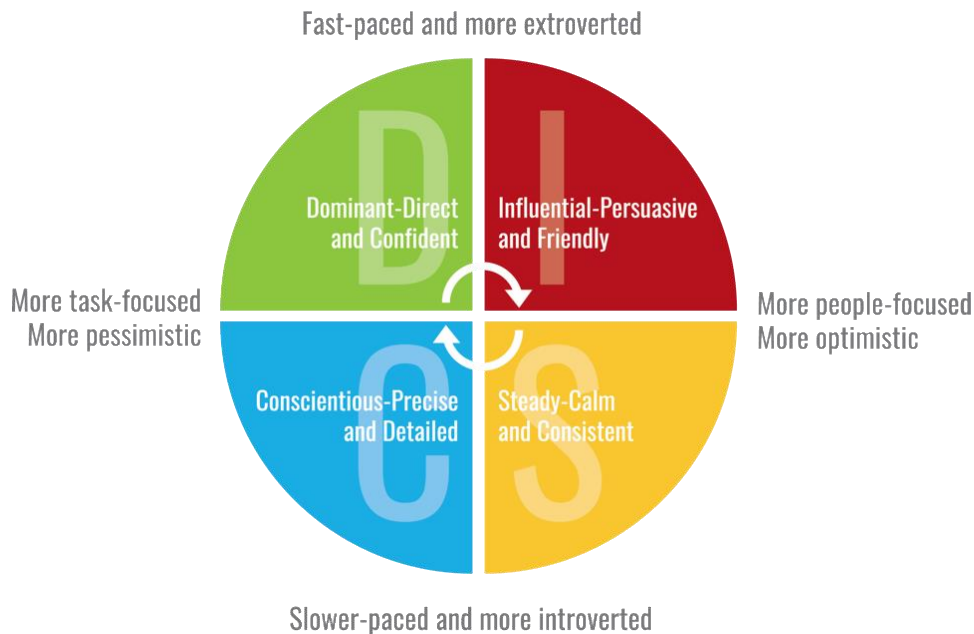 Fast-paced and more extroverted
D
I
Dominant-Direct
and Confident
Influential-Persuasive
and Friendly
More task-focused
More pessimistic
More people-focused
More optimistic
C
S
Conscientious-Precise
and Detailed
Steady-Calm
and Consistent
Slower-paced and more introverted